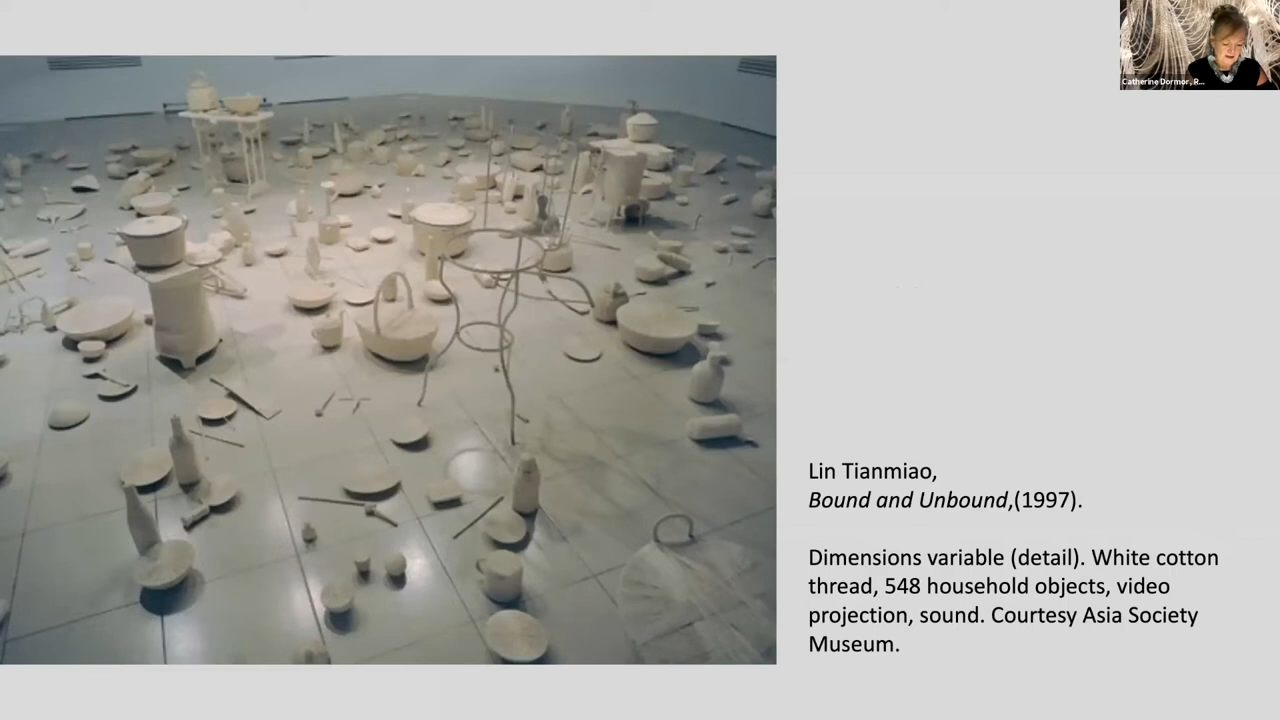 Catherine Dormor, R...
Lin Tianmiao,
Bound and Unbound,(1997).
Dimensions variable (detail). White cotton
thread, 548 household objects, video
projection, sound. Courtesy Asia Society
Museum.